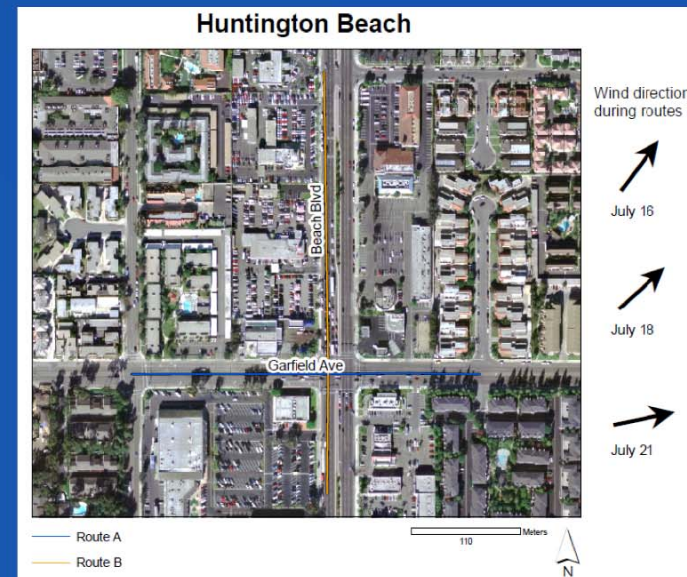 Huntington Beach
Wind direction
during routes
July 16
Beach Blvd
July 18
Garfield Ave
July 21
Route A
Route B
Meters
110
N